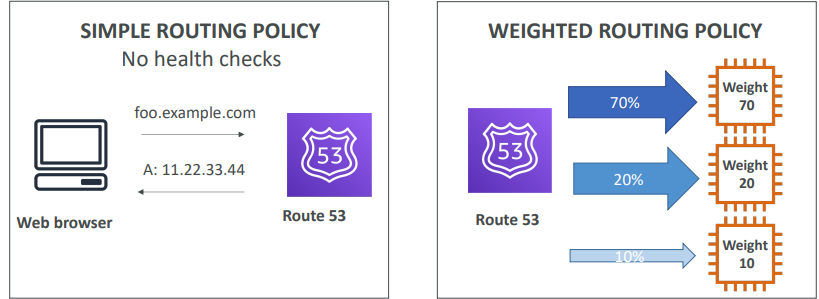 SIMPLE ROUTING POLICY
No health checks
foo.example.com
53
A: 11.22.33.44
Web browser
Route 53
WEIGHTED ROUTING POLICY
70%
Weight
70
53
20%
Weight
20
Route 53
10%
Weight
10